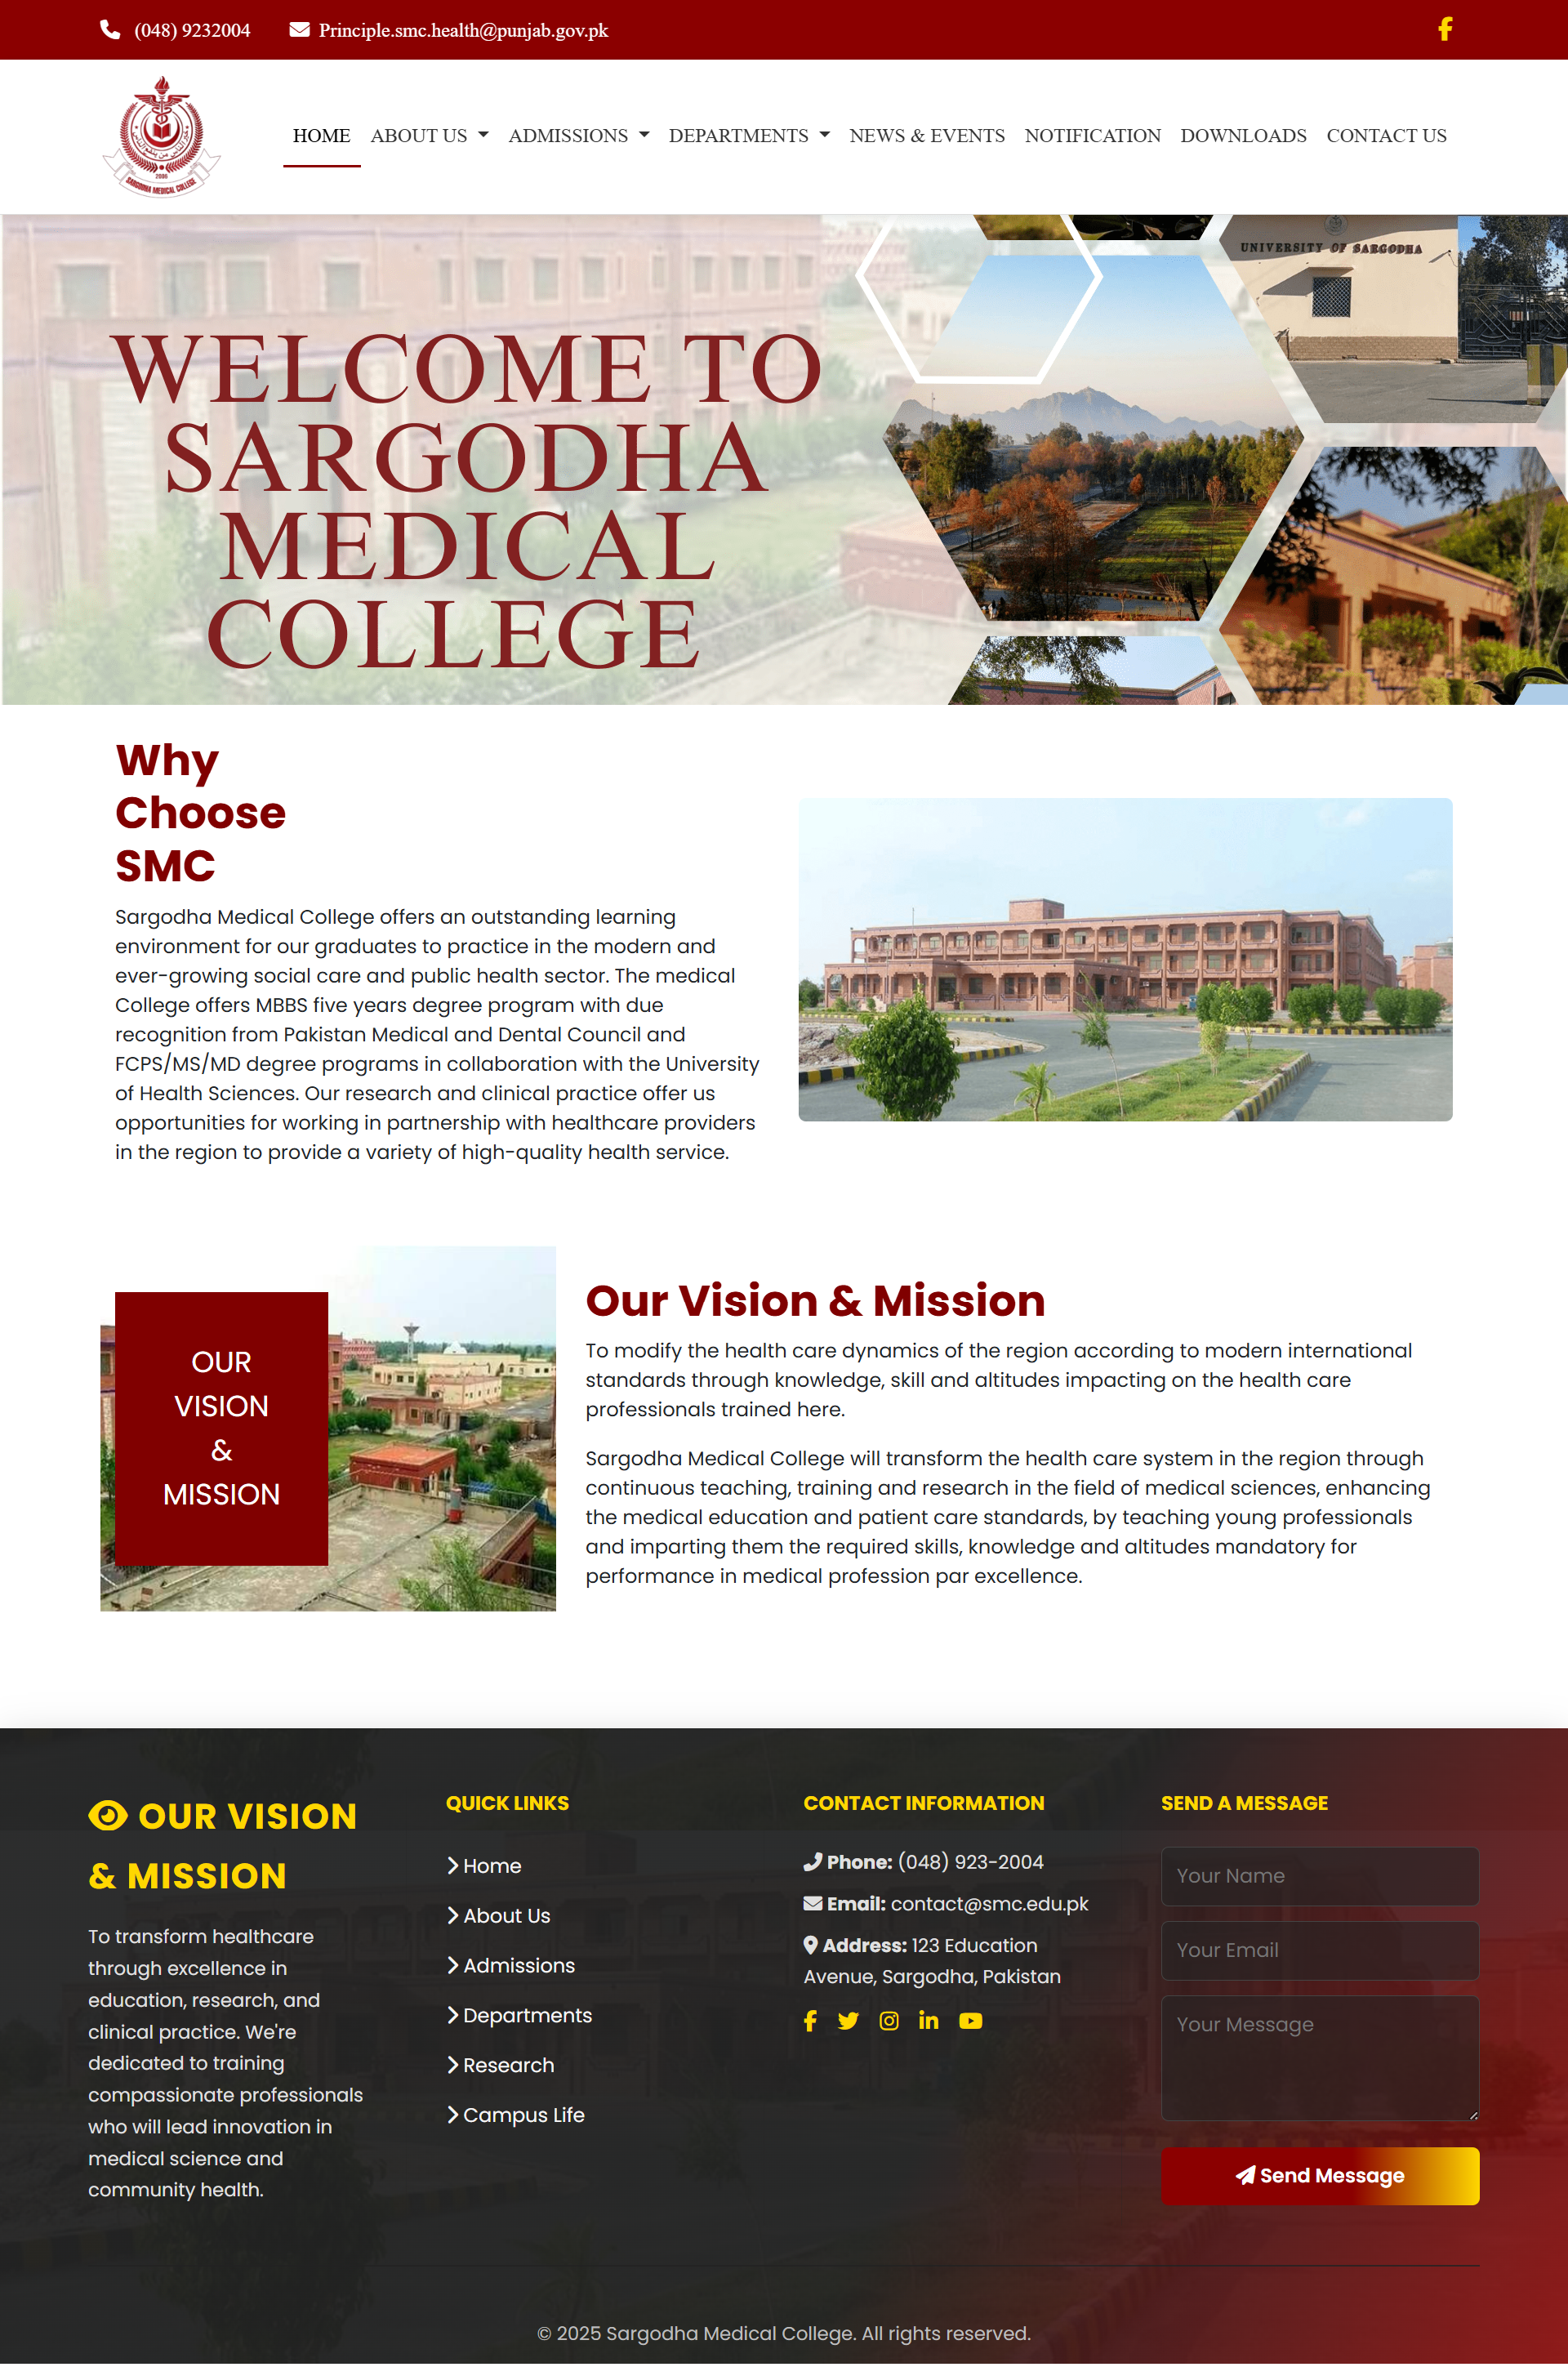 (048) 9232004 Principle.smc.health@punjab.gov.pk
2006
SARGODHA MEDICAL COLLEGE
HOME ABOUT US ADMISSIONS DEPARTMENTS NEWS & EVENTS NOTIFICATION DOWNLOADS CONTACT US
UNIVERSITY OF SARGODHA
WELCOME TO
SARGODHA
MEDICAL
COLLEGE
Why
Choose
SMC
Sargodha Medical College offers an outstanding learning
environment for our graduates to practice in the modern and
ever-growing social care and public health sector. The medical
College offers MBBS five years degree program with due
recognition from Pakistan Medical and Dental Council and
FCPS/MS/MD degree programs in collaboration with the University
of Health Sciences. Our research and clinical practice offer us
opportunities for working in partnership with healthcare providers
in the region to provide a variety of high-quality health service.
OUR
VISION
&
MISSION
Our Vision & Mission
To modify the health care dynamics of the region according to modern international
standards through knowledge, skill and altitudes impacting on the health care
professionals trained here.
Sargodha Medical College will transform the health care system in the region through
continuous teaching, training and research in the field of medical sciences, enhancing
the medical education and patient care standards, by teaching young professionals
and imparting them the required skills, knowledge and altitudes mandatory for
performance in medical profession par excellence.
OUR VISION
& MISSION
To transform healthcare
through excellence in
education, research, and
clinical practice. We're
dedicated to training
compassionate professionals
who will lead innovation in
medical science and
community health.
QUICK LINKS
Home
About Us
Admissions
Departments
Research
Campus Life
CONTACT INFORMATION
Phone: (048) 923-2004
Email: contact@smc.edu.pk
Address: 123 Education
Avenue, Sargodha, Pakistan
SEND A MESSAGE
Your Name
Your Email
Your Message
Send Message
© 2025 Sargodha Medical College. All rights reserved.